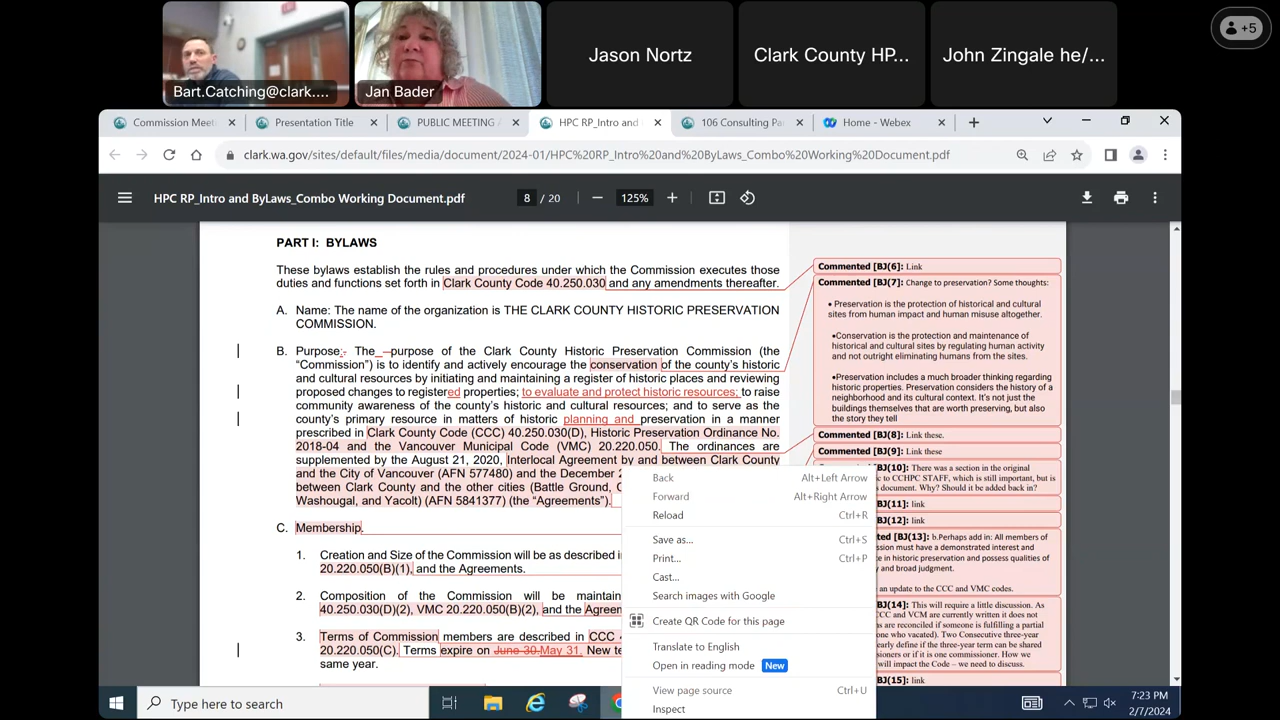 Bart.Catching@clark....
Jan Bader
Jason Nortz
Clark County HP...
John Zingale he/...
+5
Commission Meet
Presentation Title
PUBLIC MEETING A
HPC RP_Intro and
106 Consulting Pa
Home - Webex
clark.wa.gov/sites/default/files/media/document/2024-01/HPC%20RP_Intro%20and%20ByLaws_Combo%20Working%20Document.pdf
HPC RP_Intro and ByLaws_Combo Working Document.pdf
8 / 20
125%
PART I: BYLAWS
These bylaws establish the rules and procedures under which the Commission executes those
duties and functions set forth in Clark County Code 40.250.030 and any amendments thereafter.
A. Name: The name of the organization is THE CLARK COUNTY HISTORIC PRESERVATION
COMMISSION.
B. Purpose:- The —purpose of the Clark County Historic Preservation Commission (the
“Commission”) is to identify and actively encourage the conservation of the county’s historic
and cultural resources by initiating and maintaining a register of historic places and reviewing
proposed changes to registered properties; to evaluate and protect historic resources; to raise
community awareness of the county’s historic and cultural resources; and to serve as the
county’s primary resource in matters of historic planning and preservation in a manner
prescribed in Clark County Code (CCC) 40.250.030(D), Historic Preservation Ordinance No.
2018-04 and the Vancouver Municipal Code (VMC) 20.220.050. The ordinances are
supplemented by the August 21, 2020, Interlocal Agreement by and between Clark County
and the City of Vancouver (AFN 577480) and the December 2
between Clark County and the other cities (Battle Ground, C
Washougal, and Yacolt) (AFN 5841377) (the “Agreements”).
C. Membership.
1. Creation and Size of the Commission will be as described i
20.220.050(B)(1), and the Agreements.
2. Composition of the Commission will be maintai
40.250.030(D)(2), VMC 20.220.050(B)(2), and the Agreem
3. Terms of Commission members are described in CCC 4
20.220.050(C). Terms expire on June 30.May 31. New te
same year.
Commented [BJ(6]: Link
Commented [BJ(7]: Change to preservation? Some thoughts:
• Preservation is the protection of historical and cultural
sites from human impact and human misuse altogether.
•Conservation is the protection and maintenance of
historical and cultural sites by regulating human activity
and not outright eliminating humans from the sites.
•Preservation includes a much broader thinking regarding
historic properties. Preservation considers the history of a
neighborhood and its cultural context. It’s not just the
buildings themselves that are worth preserving, but also
the story they tell
Commented [BJ(8]: Link these.
Commented [BJ(9]: Link these
[BJ(10]: There was a section in the original
c to CCHPC STAFF, which is still important, but is
s document. Why? Should it be added back in?
[BJ(11]: link
[BJ(12]: link
d [BJ(13]: b.Perhaps add in: All members of
ission must have a demonstrated interest and
e in historic preservation and possess qualities of
y and broad judgment.
an update to the CCC and VMC codes.
[BJ(14]: This will require a little discussion. As
CC and VCM are currently written it does not
s are reconciled if someone is fulfilling a partial
one who vacated). Two Consecutive three-year
early define if the three-year term can be shared
sioners or if it is one commissioner. How we
will impact the Code – we need to discuss.
[BJ(15]: link
Back Alt+Left Arrow
Forward Alt+Right Arrow
Reload Ctrl+R
Save as... Ctrl+S
Print... Ctrl+P
Cast...
Search images with Google
Create QR Code for this page
Translate to English
Open in reading mode New
View page source Ctrl+U
Inspect
Type here to search
7:23 PM
2/7/2024